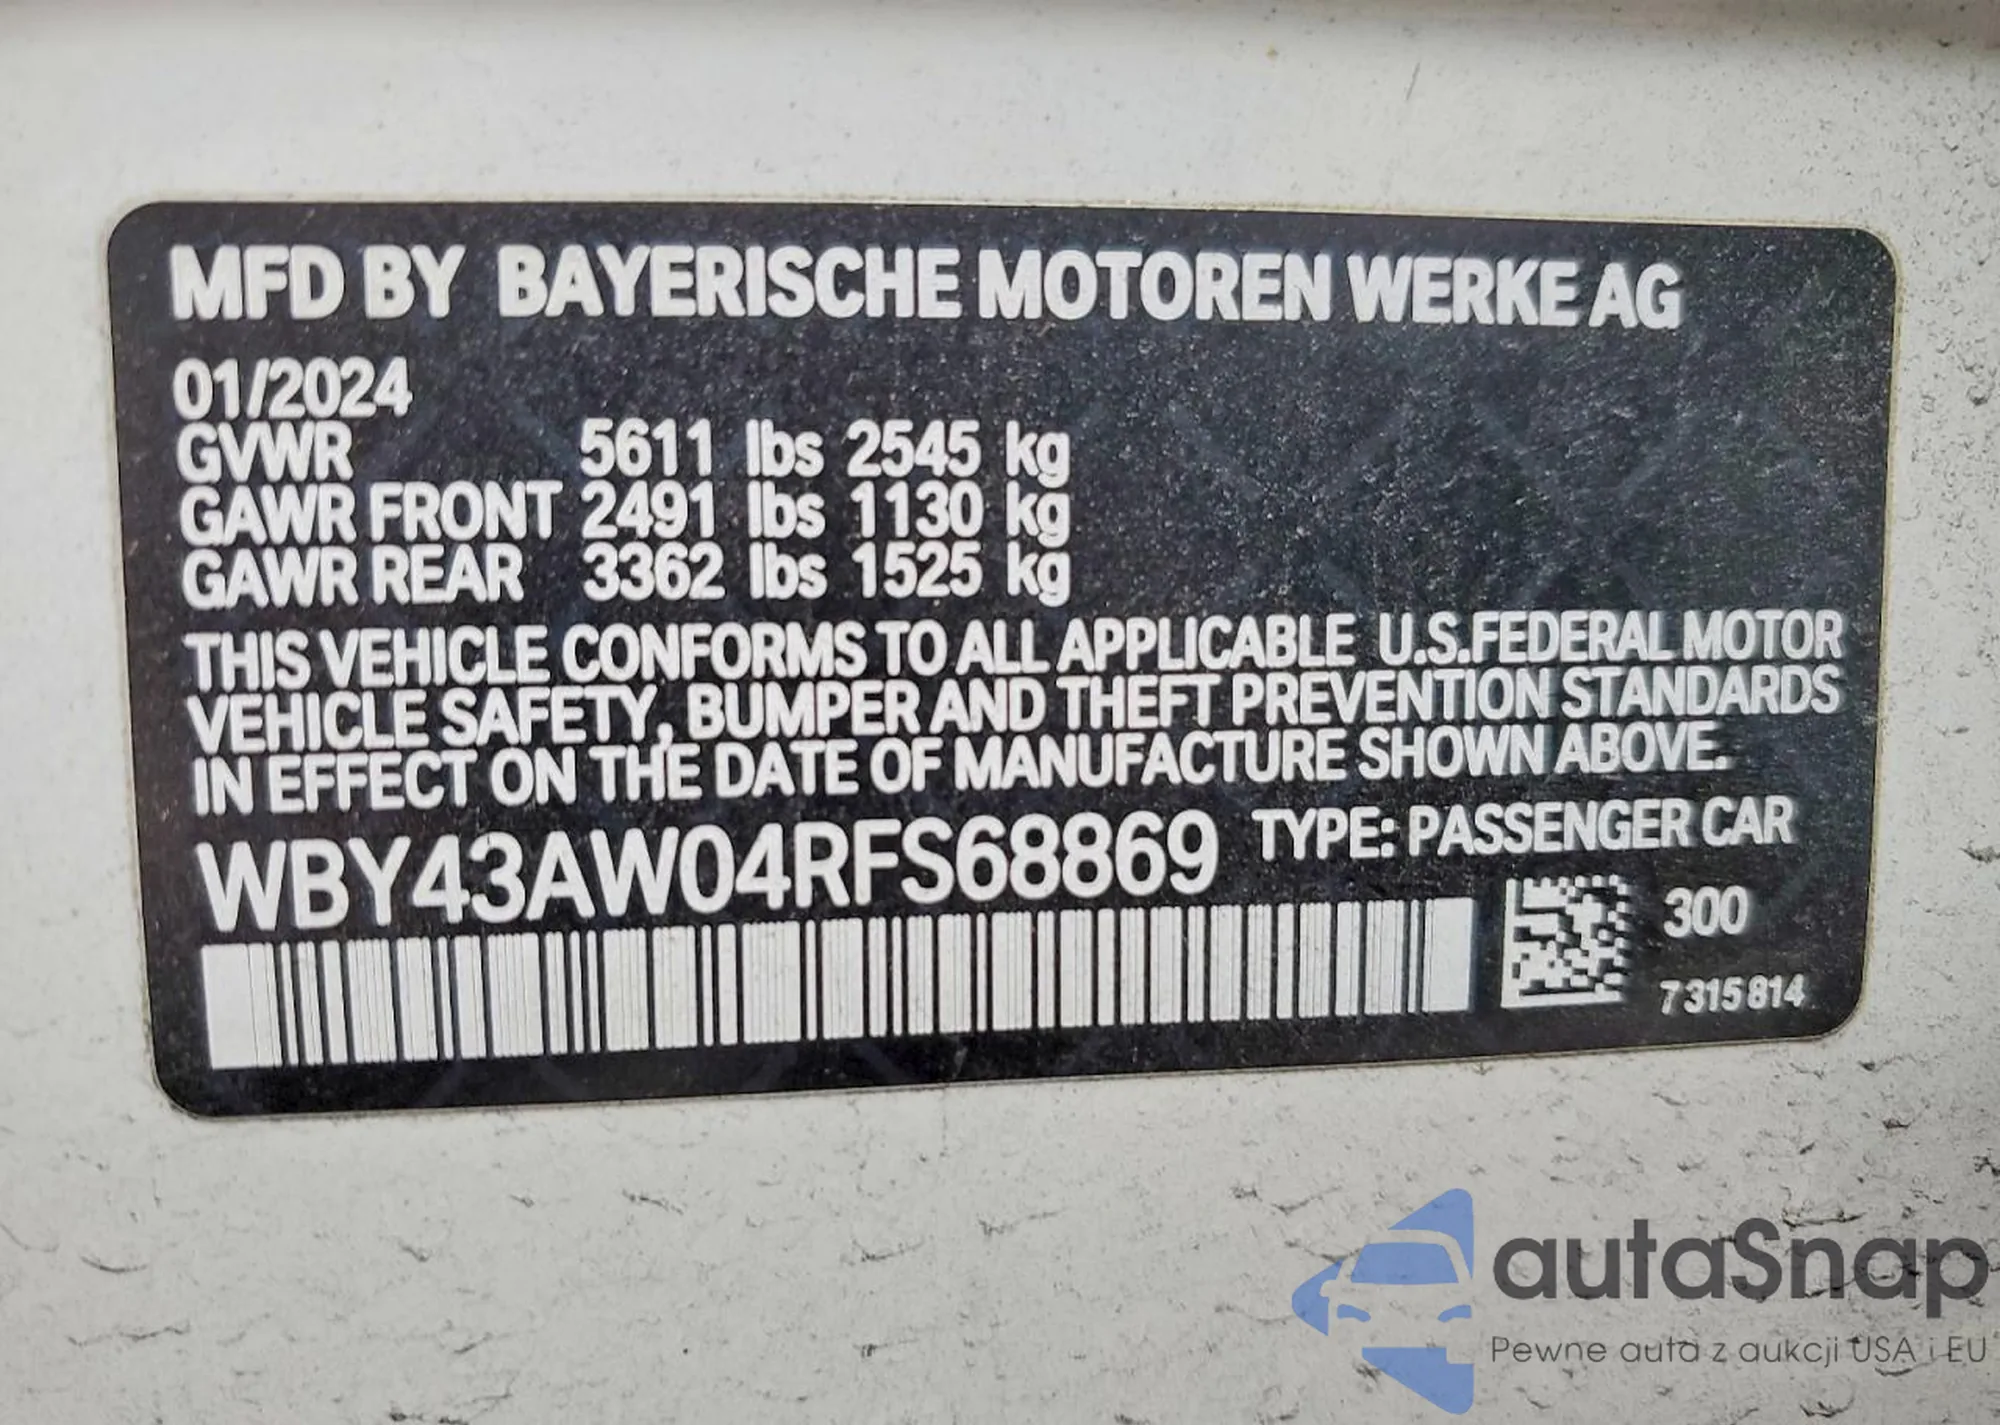 MFD BY BAYERISCHE MOTOREN WERKE AG
01/2024
GVWR 5611 lbs 2545 kg
GAWR FRONT 2491 lbs 1130 kg
GAWR REAR 3362 lbs 1525 kg
THIS VEHICLE CONFORMS TO ALL APPLICABLE U.S.FEDERAL MOTOR
VEHICLE SAFETY, BUMPER AND THEFT PREVENTION STANDARDS
IN EFFECT ON THE DATE OF MANUFACTURE SHOWN ABOVE.
WBY43AW04RFS68869 TYPE: PASSENGER CAR
300
7315814
autaSnap
Pewne auta z aukcji USA i EU